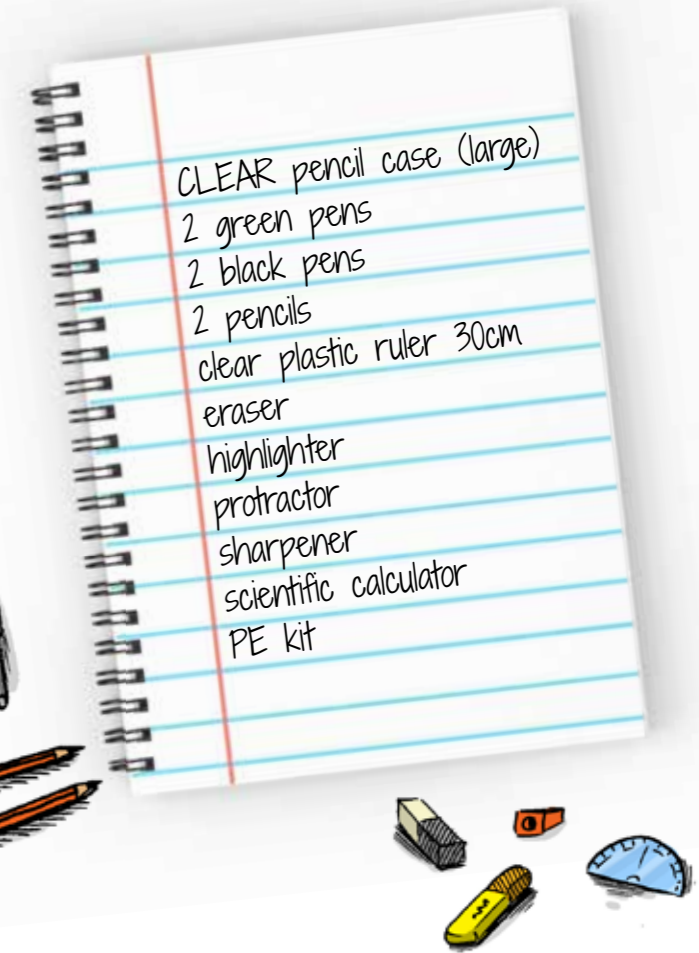 CLEAR pencil case (large)
2 green pens
2 black pens
2 pencils
clear plastic ruler 30cm
eraser
highlighter
protractor
sharpener
scientific calculator
PE kit